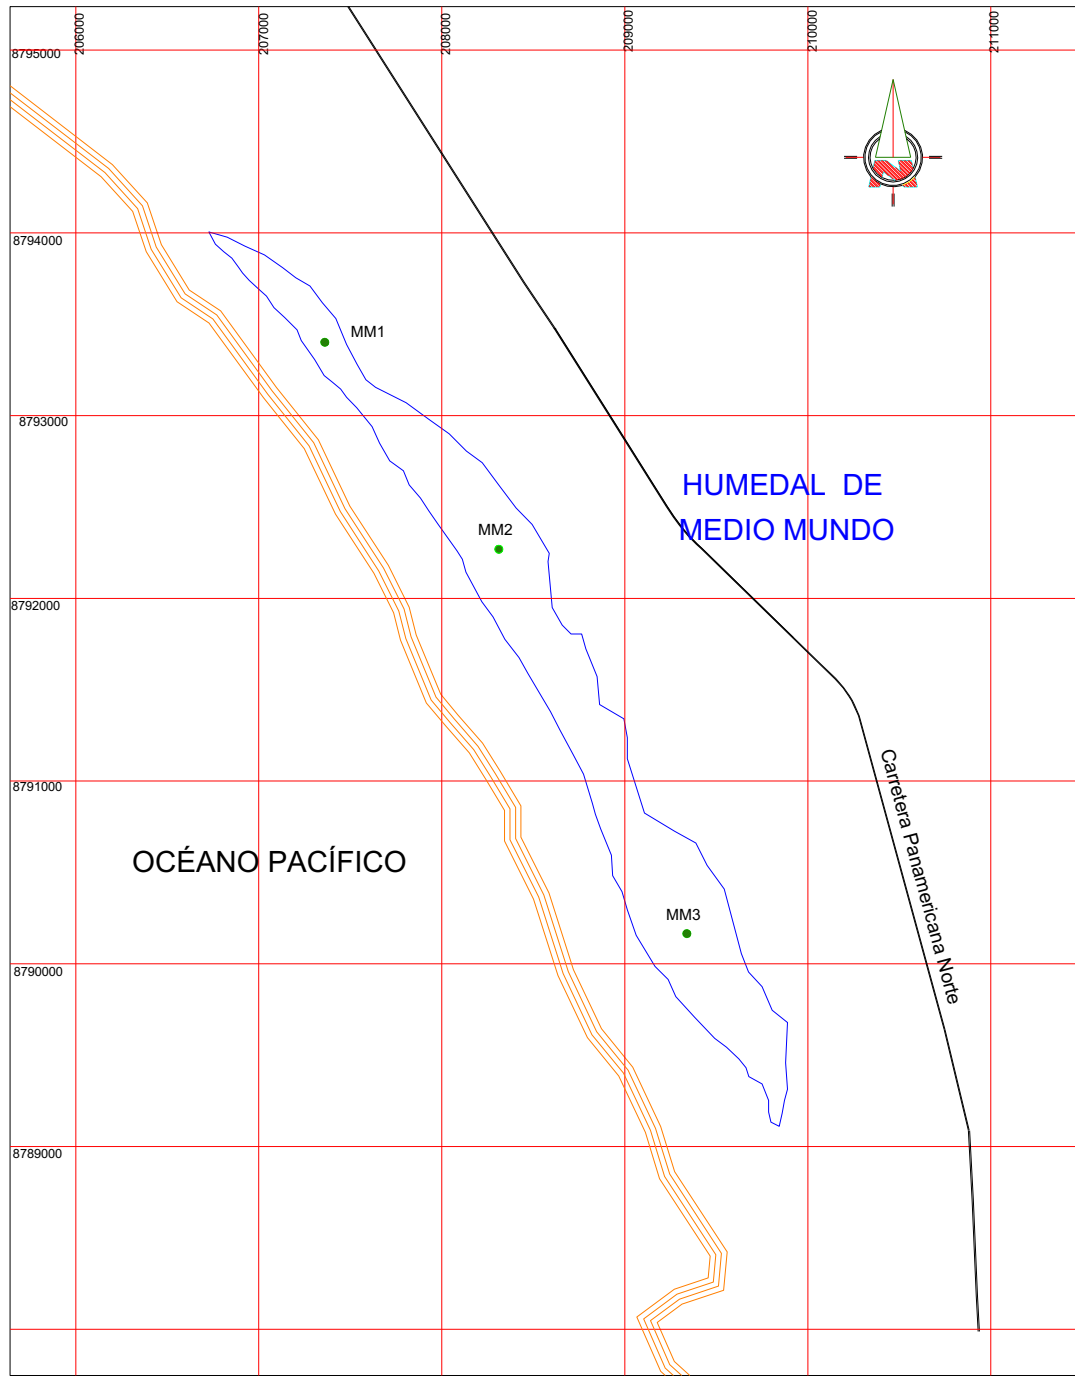 206000
207000
208000
209000
210000
211000
8795000
8794000
MM1
8793000
HUMEDAL DE
MEDIO MUNDO
MM2
8792000
8791000
Carretera Panamericana Norte
OCÉANO PACÍFICO
MM3
8790000
8789000
N